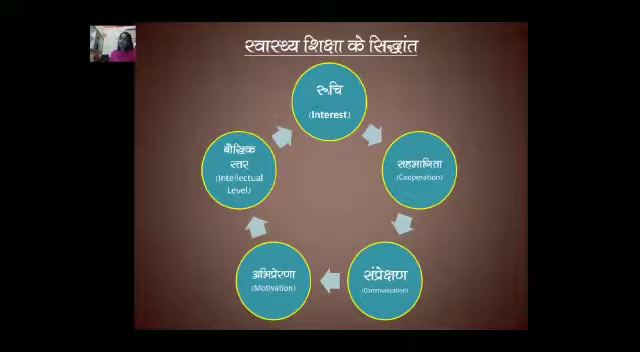 स्वास्थ्य शिक्षा के सिद्धांत
रूचि
(Interest)
सहभागिता
(Cooperation)
संप्रेक्षण
(Communication)
अभिप्रेरणा
(Motivation)
बौद्धिक
स्तर
(Intellectual
Level)